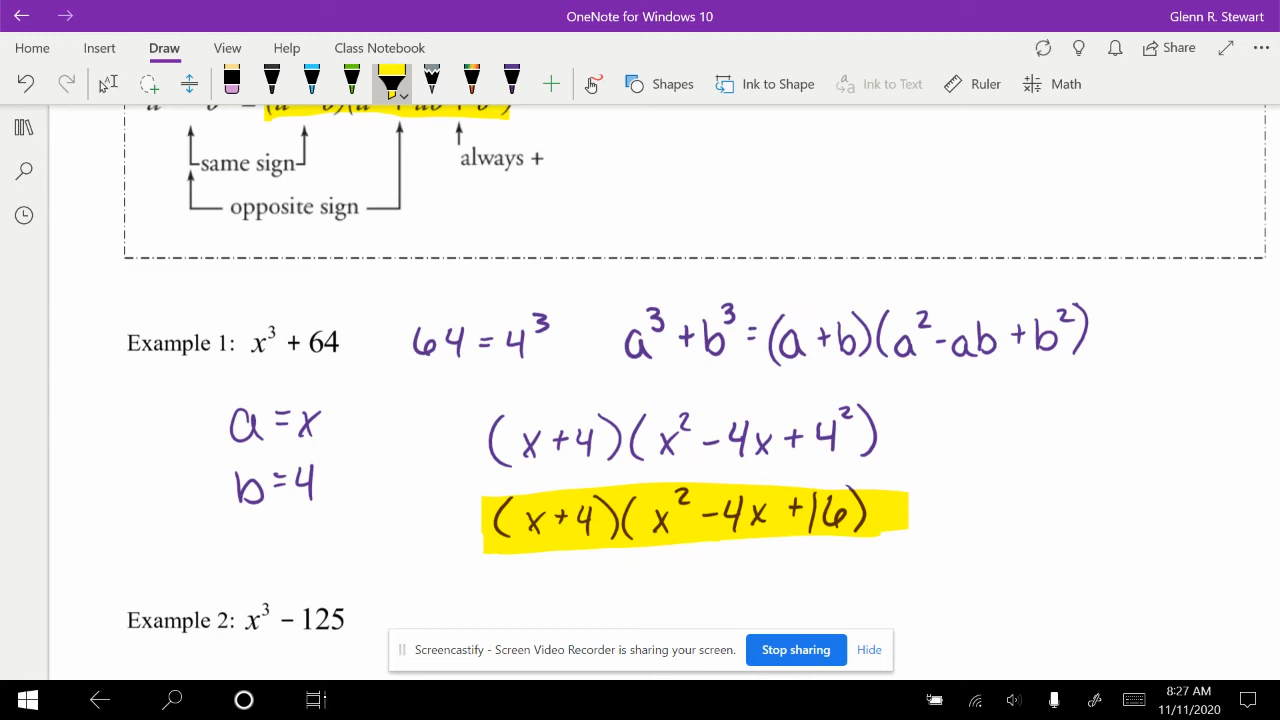 OneNote for Windows 10
Glenn R. Stewart
Home Insert Draw View Help Class Notebook Share
Shapes Ink to Shape Ink to Text Ruler Math
same sign
always +
opposite sign
Example 1: x³ + 64 64 = 4³ a³ + b³ = (a + b)(a² - ab + b²)
a = x
(x + 4)(x² - 4x + 4²)
b = 4
(x + 4)(x² - 4x + 16)
Example 2: x³ − 125
Screencastify - Screen Video Recorder is sharing your screen. Stop sharing Hide
8:27 AM
11/11/2020